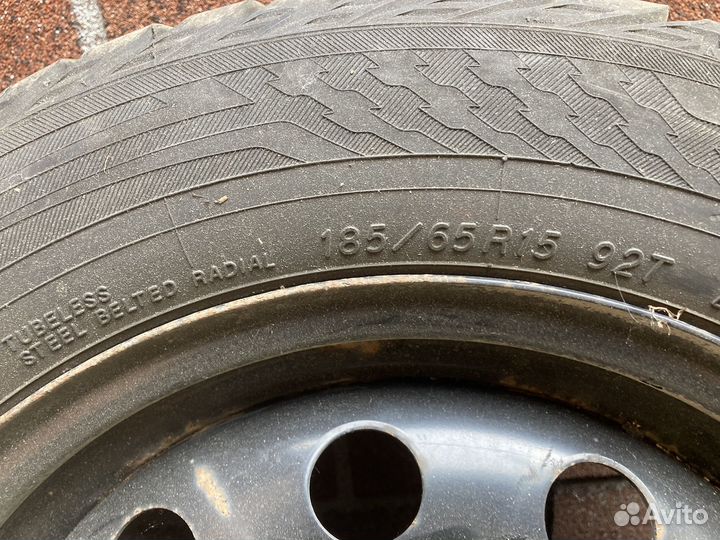 185/65R15 92T
TUBELESS
STEEL BELTED RADIAL
Avito